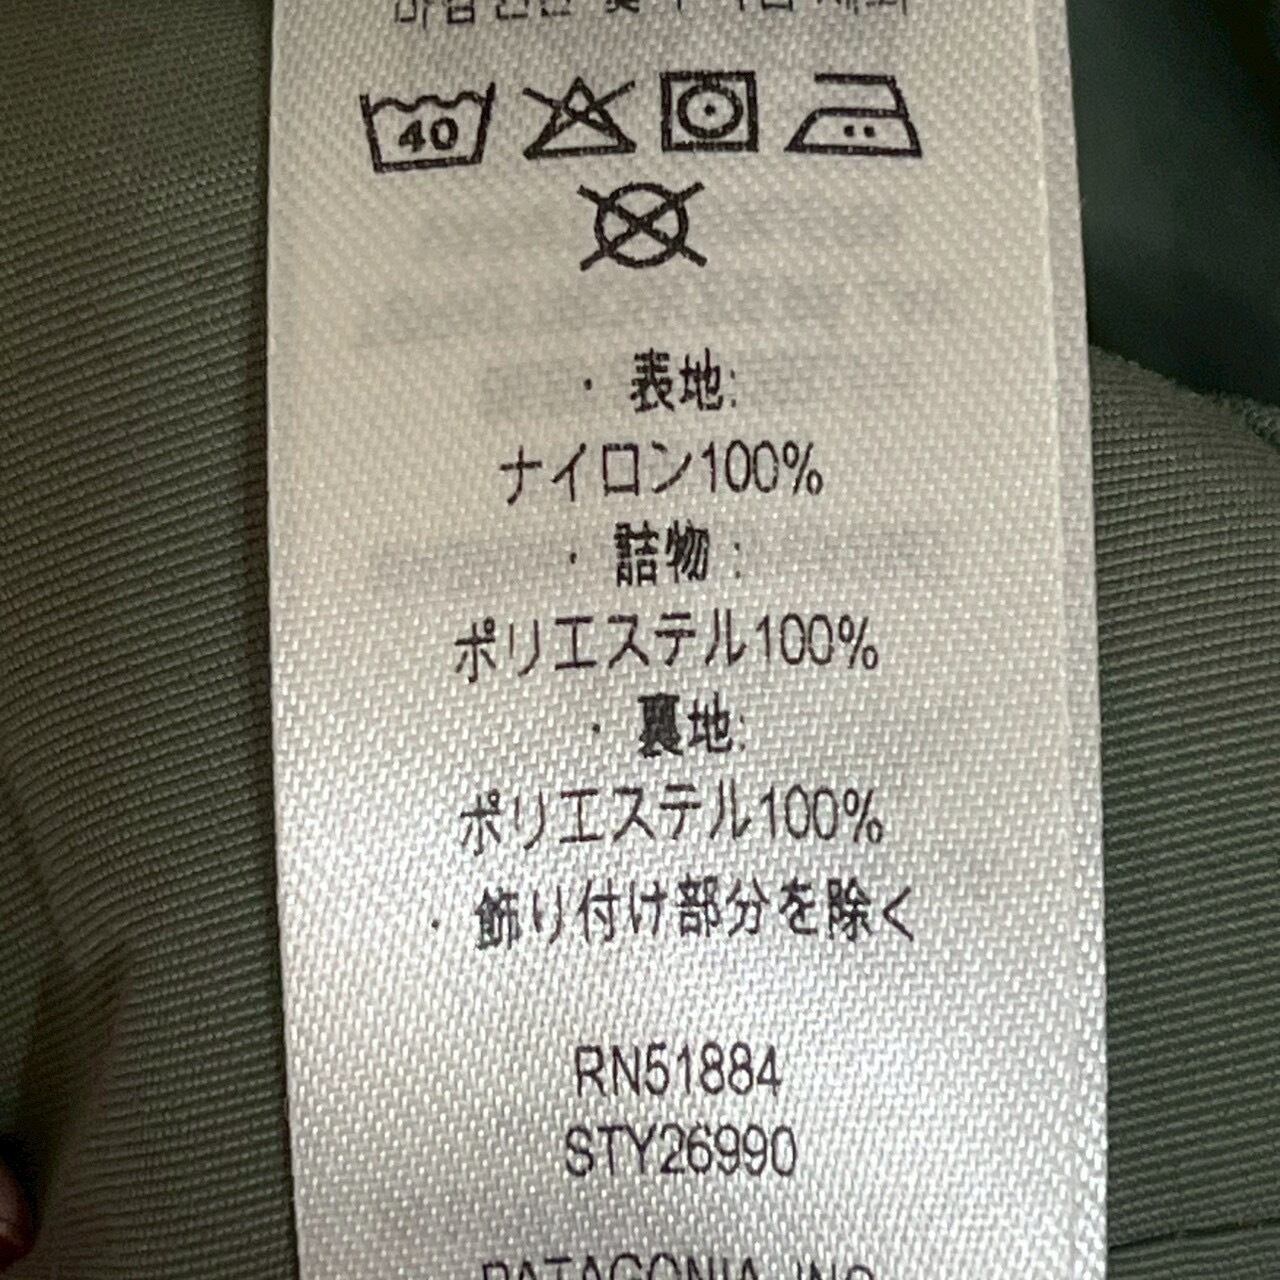 40
・表地:
ナイロン100%
・詰物:
ポリエステル100%
・裏地:
ポリエステル100%
・飾り付け部分を除く
RN51884
STY26990
PATAGONIA, INC